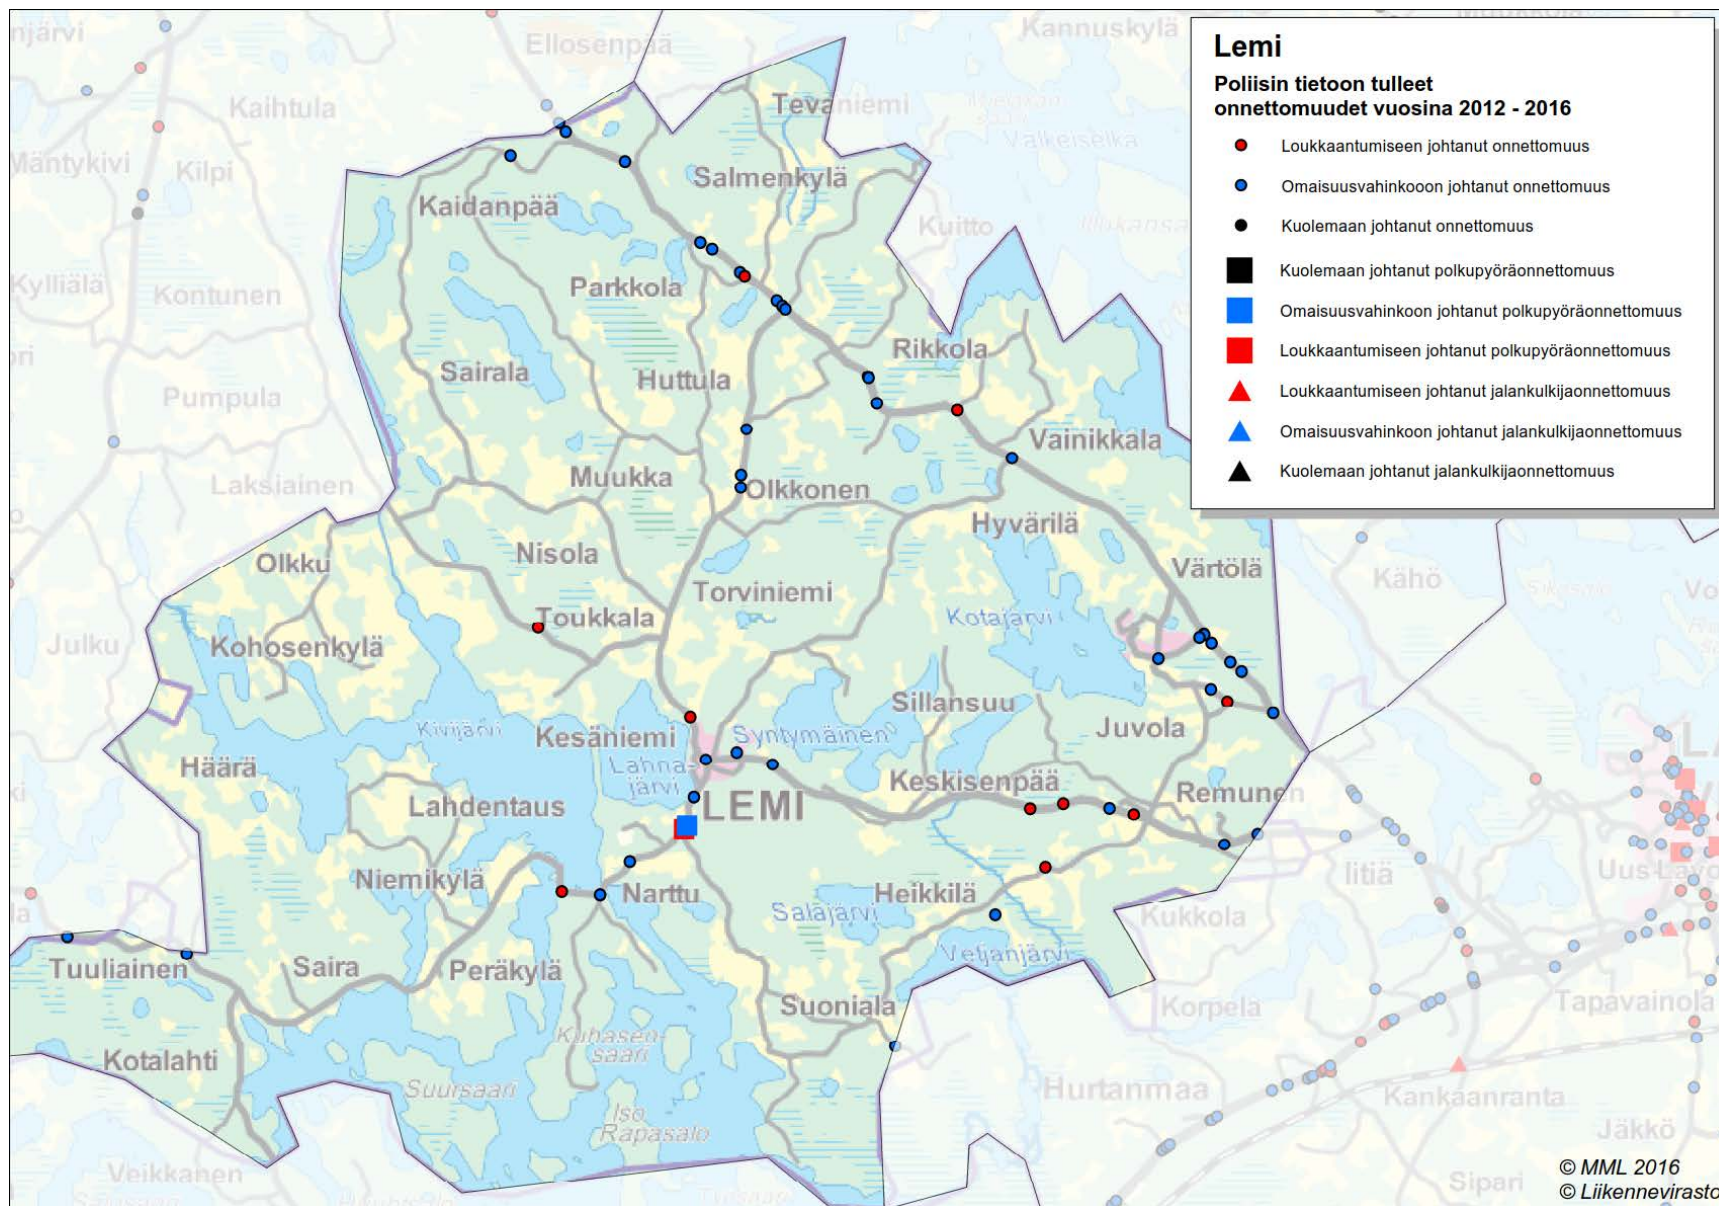 Lemi
Poliisin tietoon tulleet
onnettomuudet vuosina 2012 - 2016
Loukkaantumiseen johtanut onnettomuus
Omaisuusvahinkooon johtanut onnettomuus
Kuolemaan johtanut onnettomuus
Kuolemaan johtanut polkupyöräonnettomuus
Omaisuusvahinkoon johtanut polkupyöräonnettomuus
Loukkaantumiseen johtanut polkupyöräonnettomuus
Loukkaantumiseen johtanut jalankulkijaonnettomuus
Omaisuusvahinkoon johtanut jalankulkijaonnettomuus
Kuolemaan johtanut jalankulkijaonnettomuus
njärvi
Ellosenpää
Kannuskylä
Kaihtula
Tevaniemi
Valkeiselkä
Mäntykivi
Kilpi
Salmenkylä
Kaidanpää
Kuitto
Kylliälä
Kontunen
Parkkola
Rikkola
Sairala
Huttula
Pumpula
Vainikkala
Muukka
Laksiainen
Olkkonen
Hyvärilä
Olkku
Nisola
Värtölä
Kähö
Torviniemi
Toukkala
Kotajärvi
Julku
Kohosenkylä
Sillansuu
Kivijärvi
Kesäniemi
Syntymäinen
Juvola
Häärä
Lahna-
järvi
Keskisenpää
Lahdentaus
LEMI
Remunen
Niemikylä
Narttu
Heikkilä
Iitiä
Salajärvi
Kukkola
Vetjanjärvi
Tuuliainen
Saira
Peräkylä
Suoniala
Korpela
Tapavainola
Kuhasen-
saari
Kotalahti
Suursaari
Hurtanmaa
Kankaanranta
Iso
Rapasalo
Jäkkö
Veikkanen
Sipari
© MML 2016
© Liikennevirasto